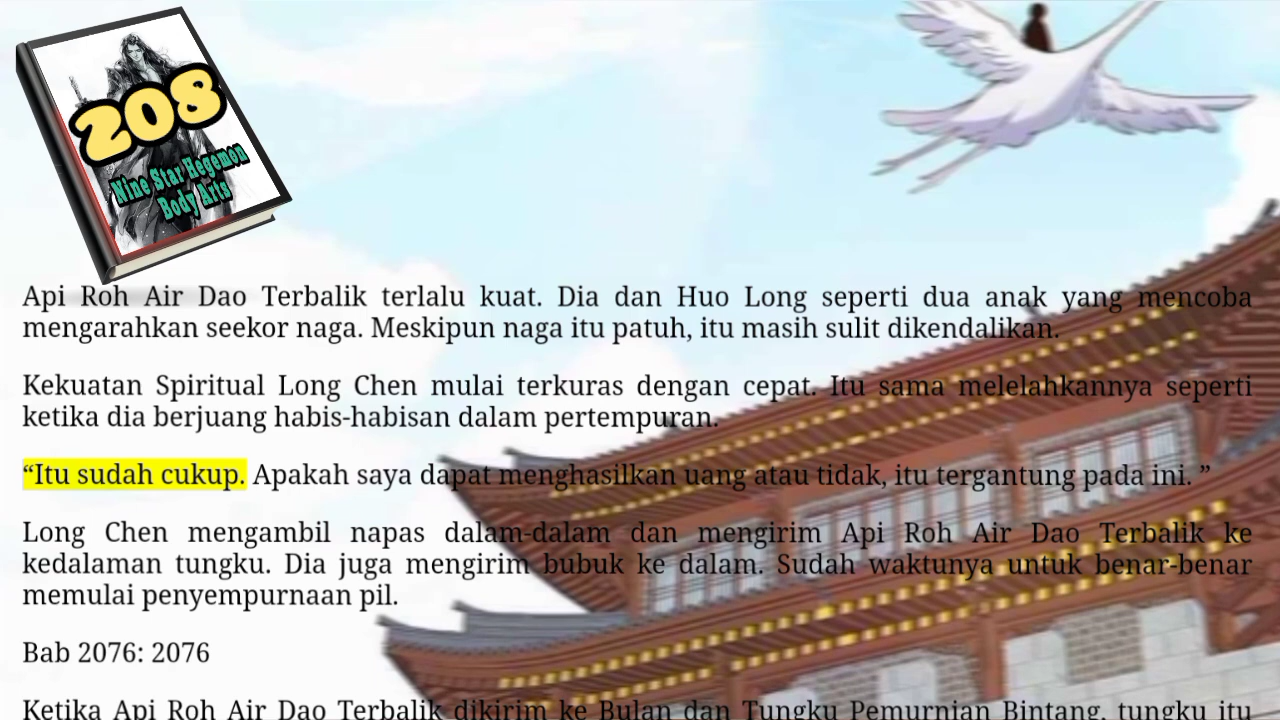 208
Nine Star Hegemon
Body Arts
Api Roh Air Dao Terbalik terlalu kuat. Dia dan Huo Long seperti dua anak yang mencoba
mengarahkan seekor naga. Meskipun naga itu patuh, itu masih sulit dikendalikan.
Kekuatan Spiritual Long Chen mulai terkuras dengan cepat. Itu sama melelahkannya seperti
ketika dia berjuang habis-habisan dalam pertempuran.
“Itu sudah cukup. Apakah saya dapat menghasilkan uang atau tidak, itu tergantung pada ini. ”
Long Chen mengambil napas dalam-dalam dan mengirim Api Roh Air Dao Terbalik ke
kedalaman tungku. Dia juga mengirim bubuk ke dalam. Sudah waktunya untuk benar-benar
memulai penyempurnaan pil.
Bab 2076: 2076
Ketika Api Roh Air Dao Terbalik dikirim ke Bulan dan Tungku Pemurnian Bintang, tungku itu